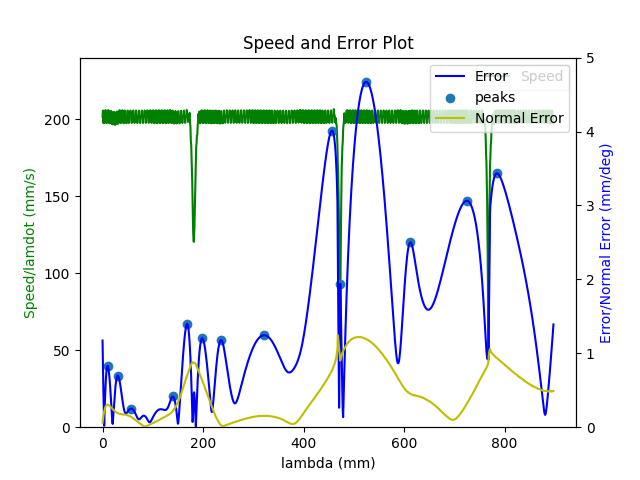 Speed and Error Plot
Error
Speed
peaks
Normal Error
Speed/lamdot (mm/s)
0
50
100
150
200
Error/Normal Error (mm/deg)
0
1
2
3
4
5
0
200
400
600
800
lambda (mm)